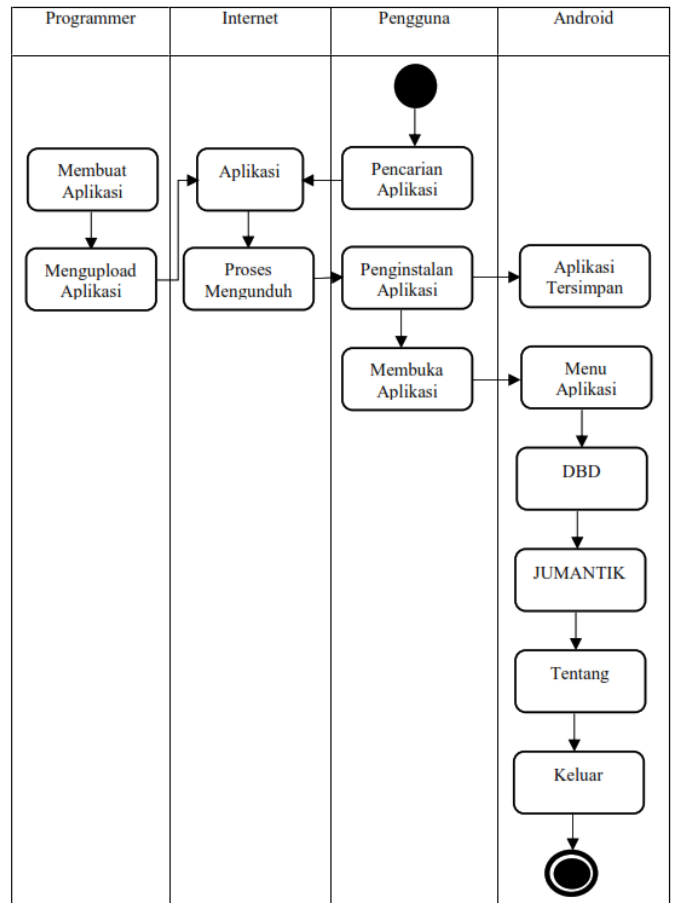 Programmer
Internet
Pengguna
Android
Membuat
Aplikasi
Aplikasi
Pencarian
Aplikasi
Mengupload
Aplikasi
Proses
Mengunduh
Penginstalan
Aplikasi
Aplikasi
Tersimpan
Membuka
Aplikasi
Menu
Aplikasi
DBD
JUMANTIK
Tentang
Keluar